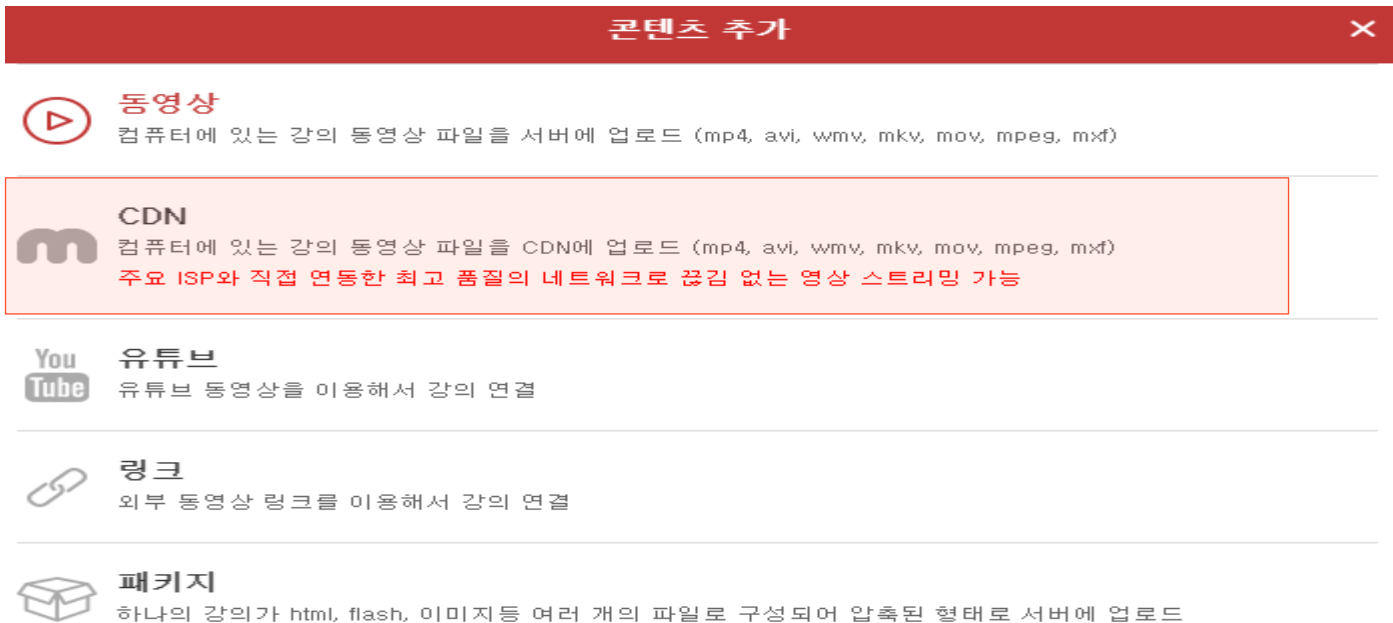 콘텐츠 추가
동영상
컴퓨터에 있는 강의 동영상 파일을 서버에 업로드 (mp4, avi, wmv, mkv, mov, mpeg, mxf)
CDN
컴퓨터에 있는 강의 동영상 파일을 CDN에 업로드 (mp4, avi, wmv, mkv, mov, mpeg, mxf)
주요 ISP와 직접 연동한 최고 품질의 네트워크로 끊김 없는 영상 스트리밍 가능
You
Tube
유튜브
유튜브 동영상을 이용해서 강의 연결
링크
외부 동영상 링크를 이용해서 강의 연결
패키지
하나의 강의가 html, flash, 이미지등 여러 개의 파일로 구성되어 압축된 형태로 서버에 업로드